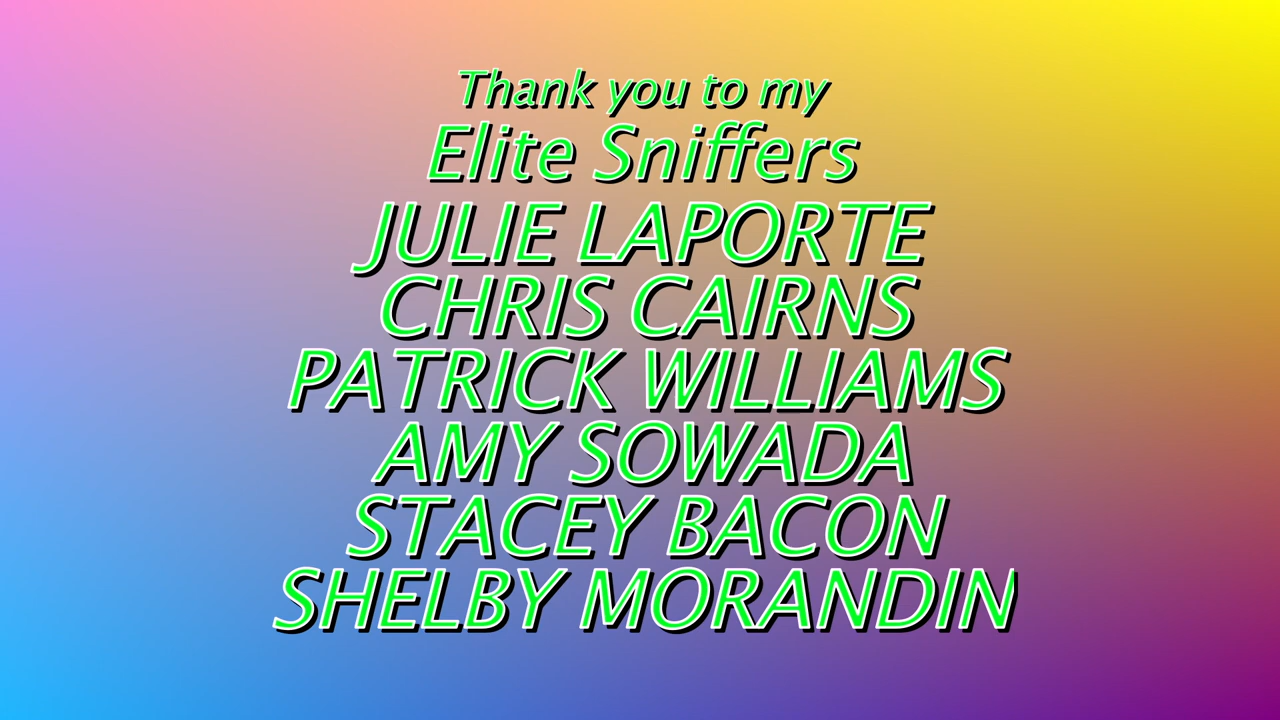 Thank you to my
Elite Sniffers
JULIE LAPORTE
CHRIS CAIRNS
PATRICK WILLIAMS
AMY SOWADA
STACEY BACON
SHELBY MORANDIN